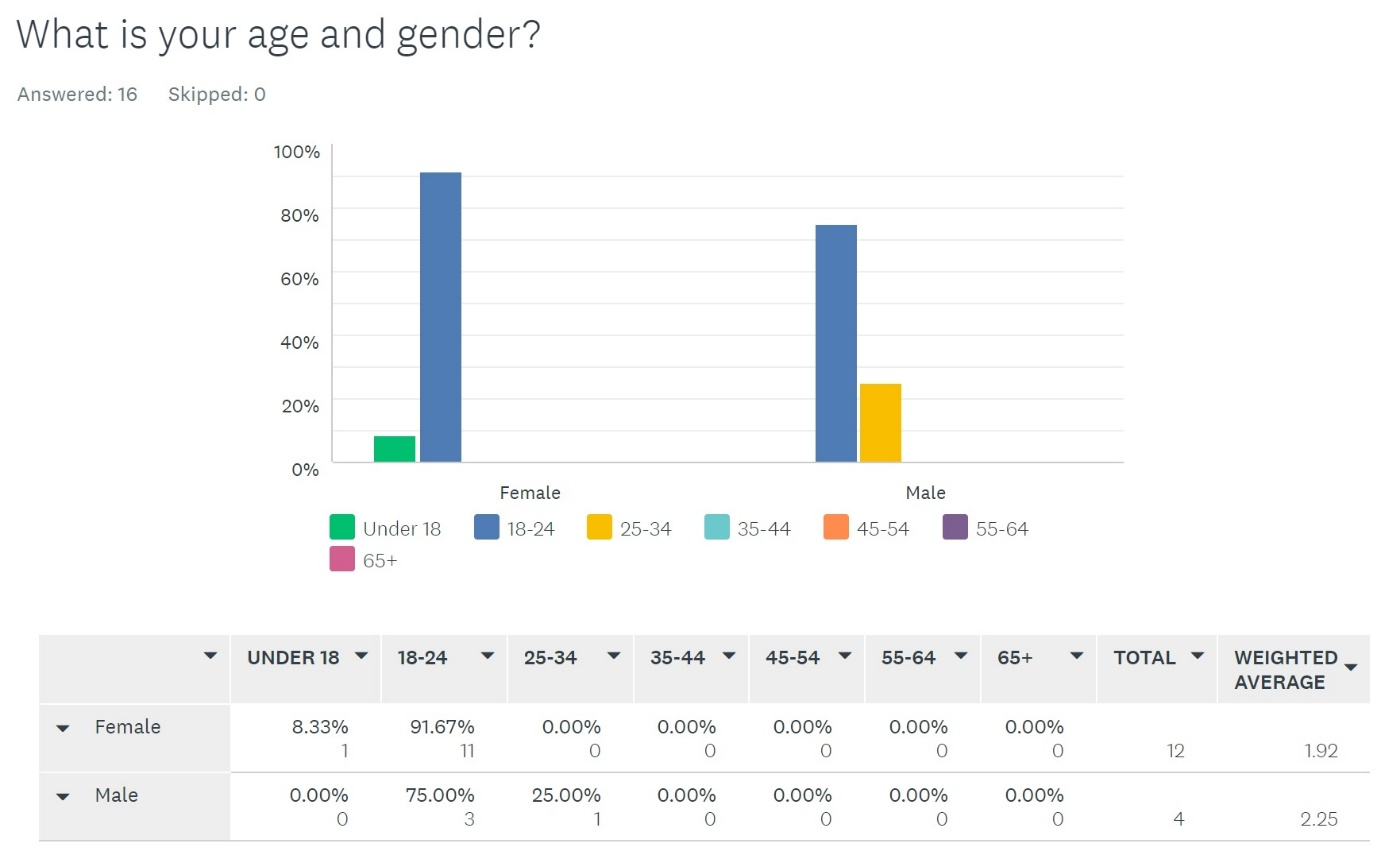 What is your age and gender?
Answered: 16 Skipped: 0
100%
80%
60%
40%
20%
0%
Female Male
Under 18 18-24 25-34 35-44 45-54 55-64
65+
UNDER 18 18-24 25-34 35-44 45-54 55-64 65+ TOTAL WEIGHTED
AVERAGE
Female 8.33% 91.67% 0.00% 0.00% 0.00% 0.00% 0.00%
1 11 0 0 0 0 0 12 1.92
Male 0.00% 75.00% 25.00% 0.00% 0.00% 0.00% 0.00%
0 3 1 0 0 0 0 4 2.25